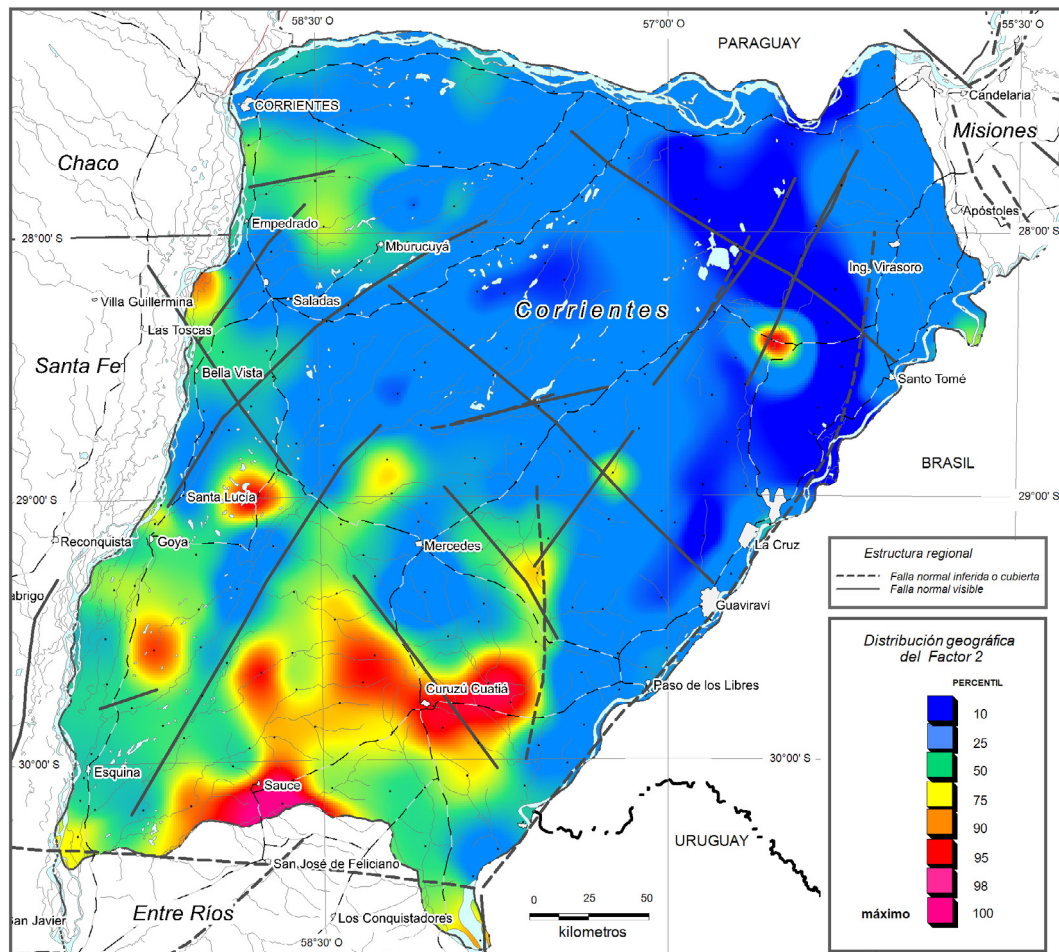 58°30' O
57°00' O
55°30' O
PARAGUAY
CORRIENTES
Candelaria
Misiones
Chaco
Apóstoles
Empedrado
28°00' S
28°00' S
Mburucuyá
Ing. Virasoro
Villa Guillermina
Saladas
Corrientes
Las Toscas
Santa Fe
Bella Vista
Santo Tomé
BRASIL
29°00' S
Santa Lucía
29°00' S
Reconquista
Goya
Mercedes
La Cruz
Guaviraví
Estructura regional
Falla normal inferida o cubierta
Falla normal visible
Curuzú Cuatiá
Paso de los Libres
Distribución geográfica
del Factor 2
PERCENTIL
10
25
50
75
90
95
98
máximo 100
30°00' S
Esquina
Sauce
30°00' S
URUGUAY
San José de Feliciano
Entre Ríos
San Javier
Los Conquistadores
0 25 50
kilometros
58°30' O